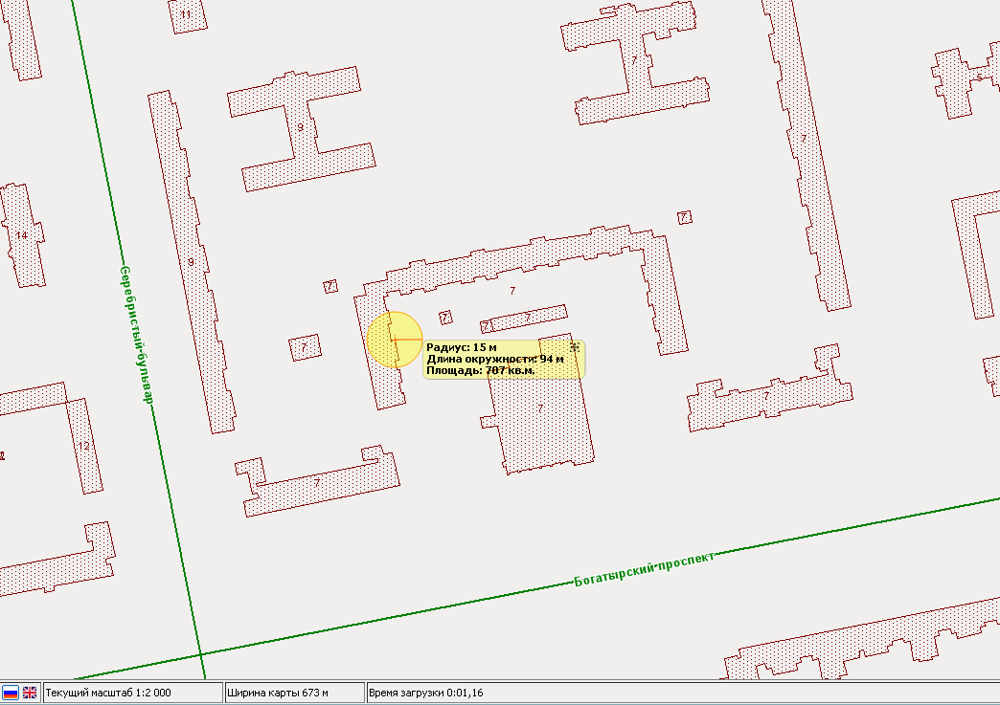 11
7
5
9
7
14
7
9
7
7
7
7
7
7
Серебристый бульвар
Радиус: 15 м
Длина окружности: 94 м
Площадь: 707 кв.м.
7
7
12
7
Богатырский проспект
Текущий масштаб 1:2 000
Ширина карты 673 м
Время загрузки 0:01,16